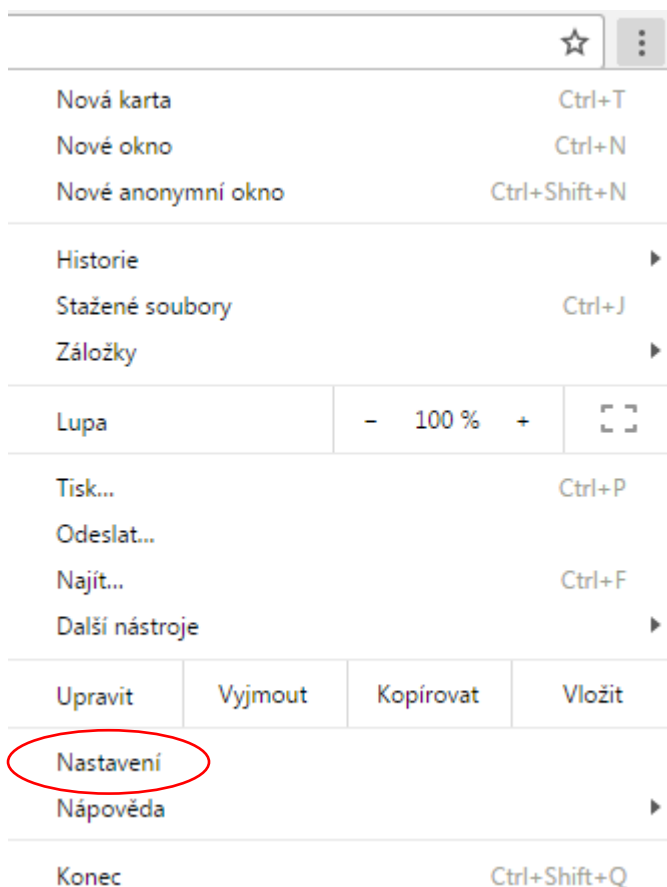 Nová karta Ctrl+T
Nové okno Ctrl+N
Nové anonymní okno Ctrl+Shift+N
Historie
Stažené soubory Ctrl+J
Záložky
Lupa − 100 % +
Tisk... Ctrl+P
Odeslat...
Najít... Ctrl+F
Další nástroje
Upravit Vyjmout Kopírovat Vložit
Nastavení
Nápověda
Konec Ctrl+Shift+Q